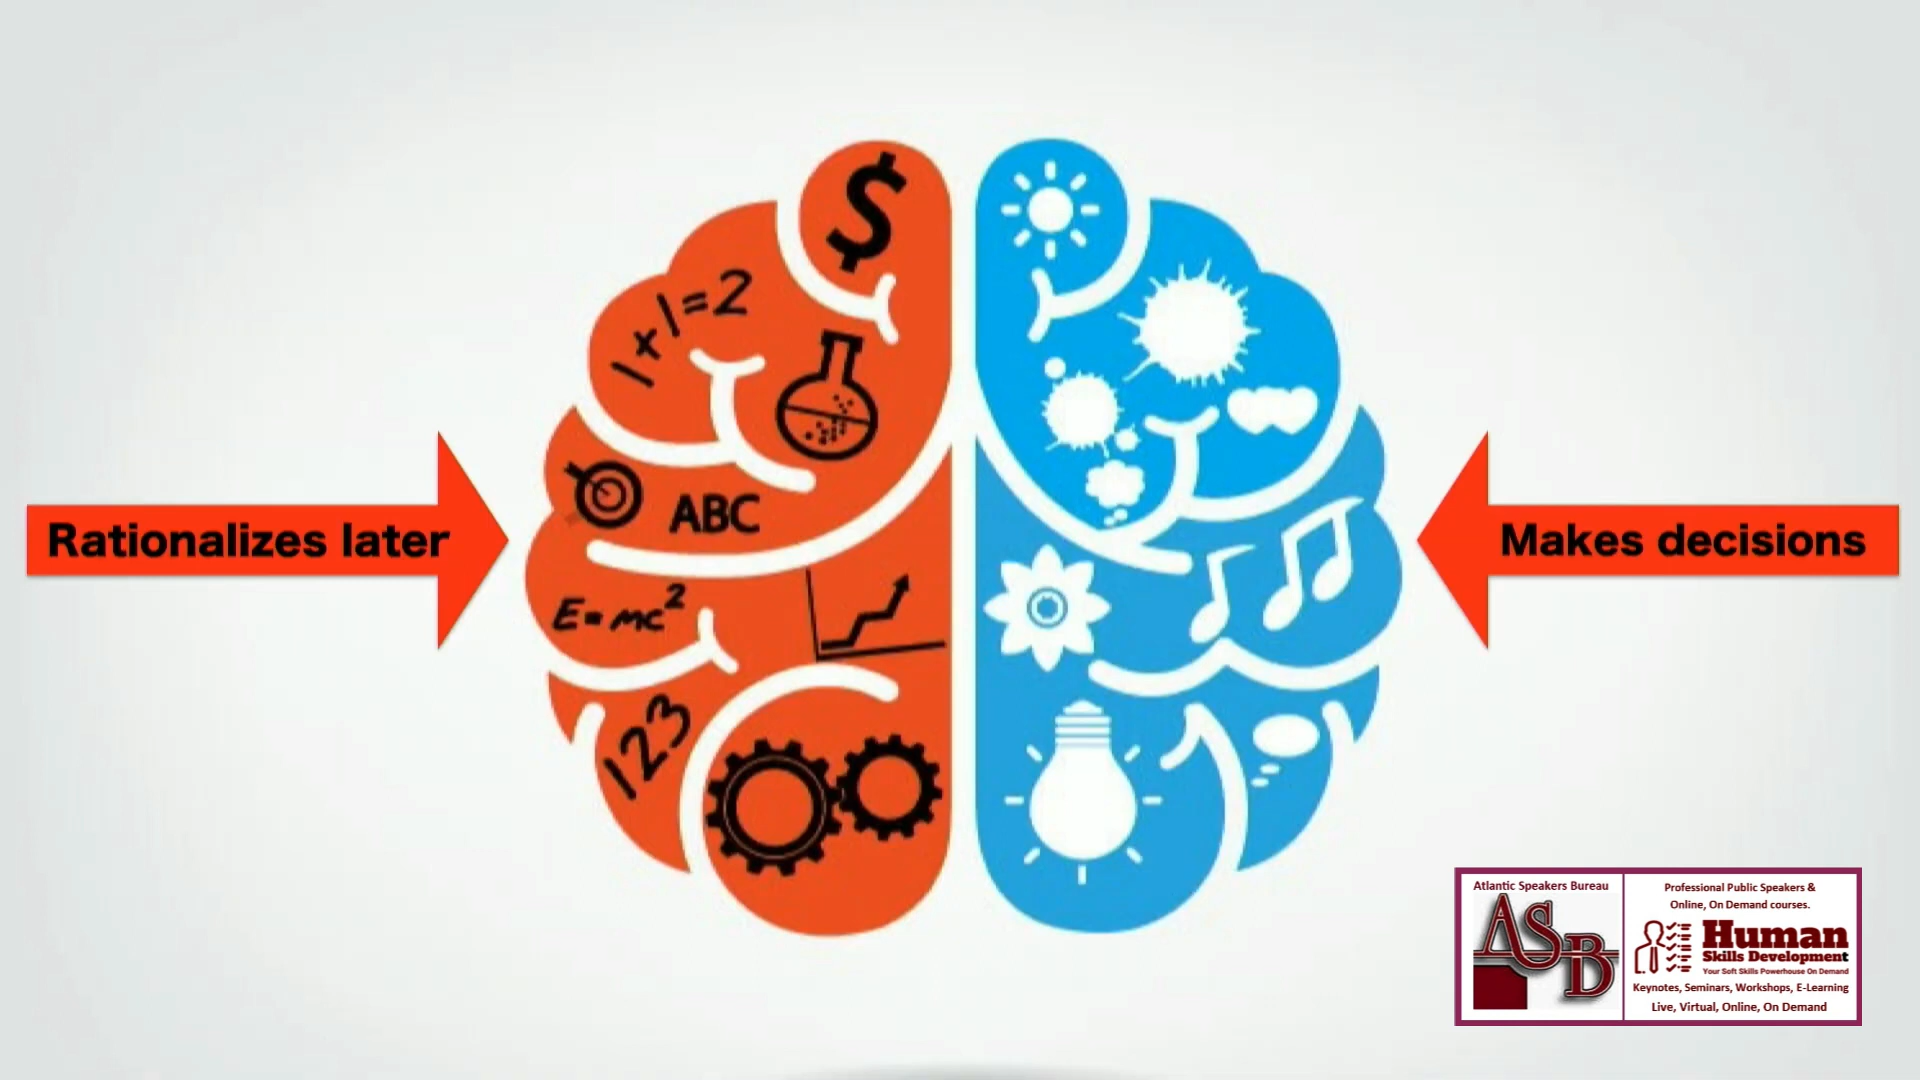 $
1+1=2
ABC
Rationalizes later
Makes decisions
E=mc²
123
Atlantic Speakers Bureau
ASB
Professional Public Speakers &
Online, On Demand courses.
Human
Skills Development
Your Soft Skills Powerhouse On Demand
Keynotes, Seminars, Workshops, E-Learning
Live, Virtual, Online, On Demand